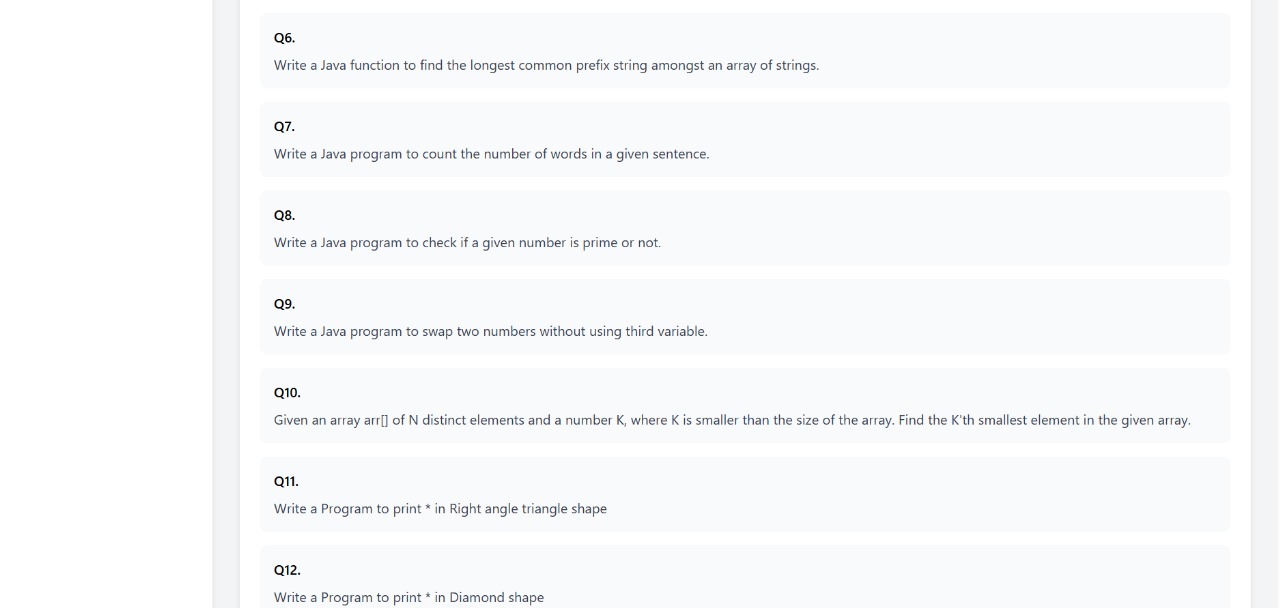 Q6.
Write a Java function to find the longest common prefix string amongst an array of strings.
Q7.
Write a Java program to count the number of words in a given sentence.
Q8.
Write a Java program to check if a given number is prime or not.
Q9.
Write a Java program to swap two numbers without using third variable.
Q10.
Given an array arr[] of N distinct elements and a number K, where K is smaller than the size of the array. Find the K'th smallest element in the given array.
Q11.
Write a Program to print * in Right angle triangle shape
Q12.
Write a Program to print * in Diamond shape